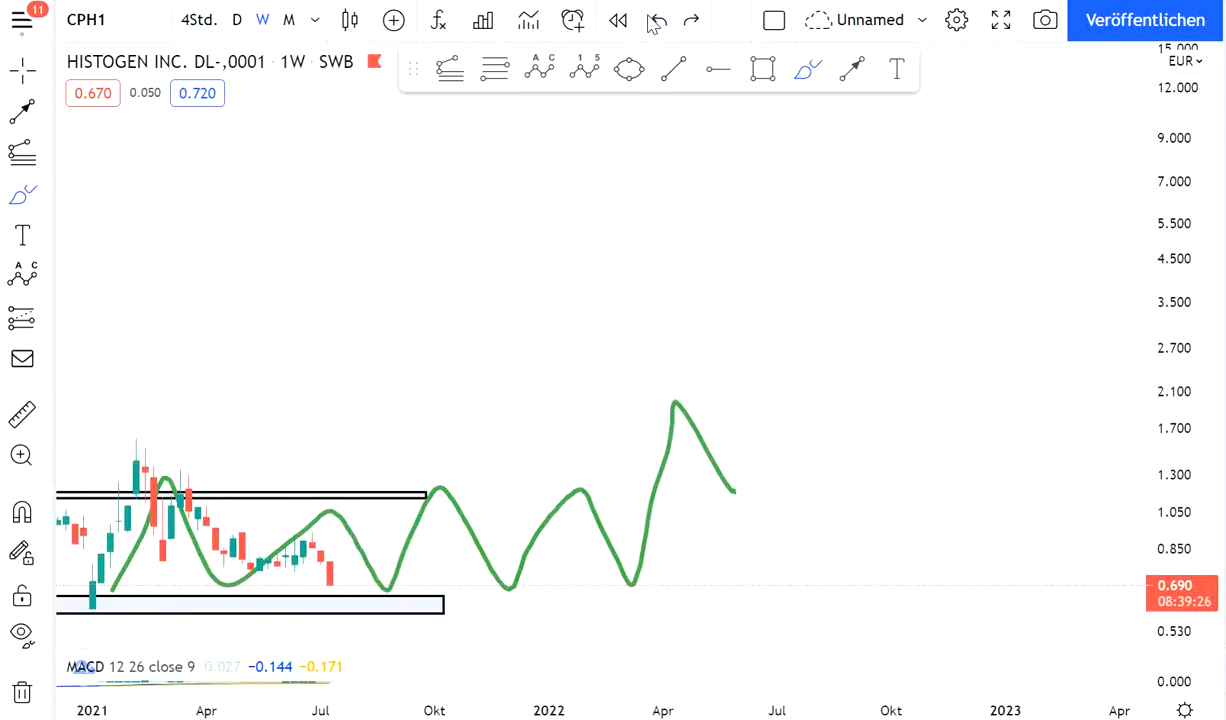 11
CPH1 4Std. D W M Unnamed Veröffentlichen
HISTOGEN INC. DL-,0001 · 1W · SWB
0.670 0.050 0.720
A C 1 5 T
T
A C
15.000
EUR
12.000
9.000
7.000
5.500
4.500
3.500
2.700
2.100
1.700
1.300
1.050
0.850
0.690
08:39:26
0.530
MACD 12 26 close 9 0.027 −0.144 −0.171
0.000
2021 Apr Jul Okt 2022 Apr Jul Okt 2023 Apr